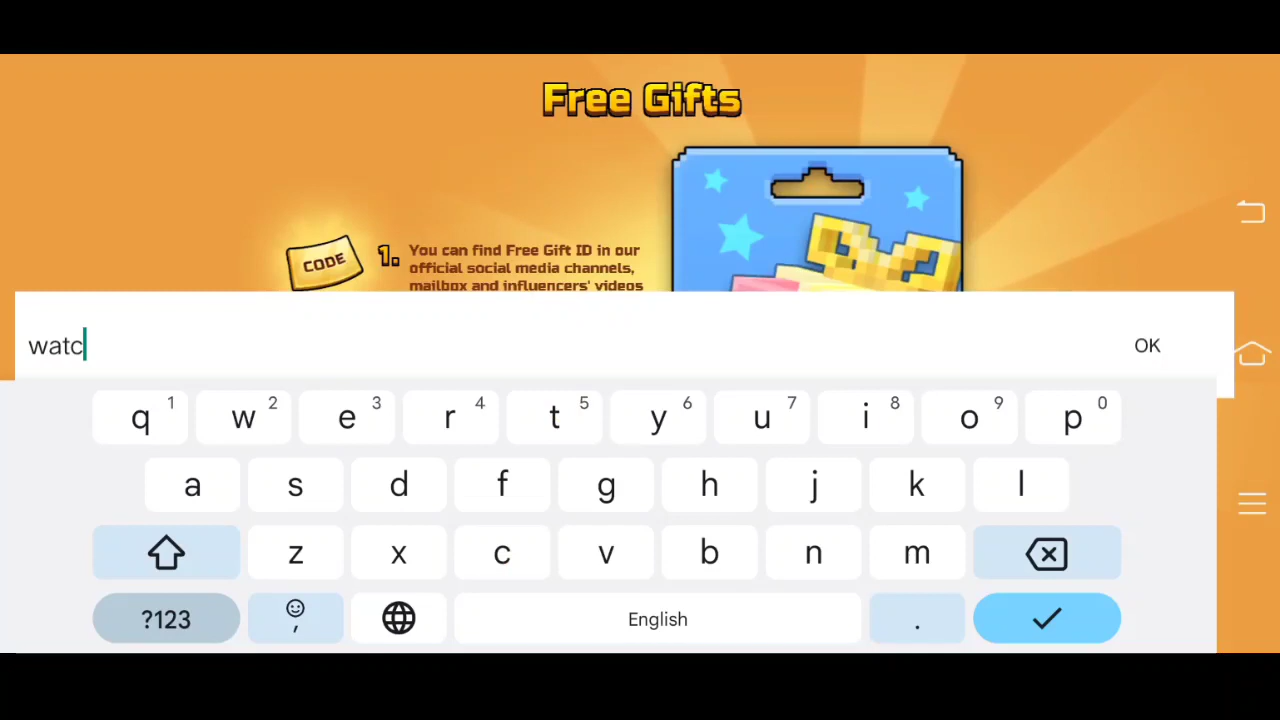 Free Gifts
CODE
1. You can find Free Gift ID in our
official social media channels,
mailbox and influencers' videos
watc
OK
q 1 w 2 e 3 r 4 t 5 y 6 u 7 i 8 o 9 p 0
a s d f g h j k l
z x c v b n m
?123 , English .